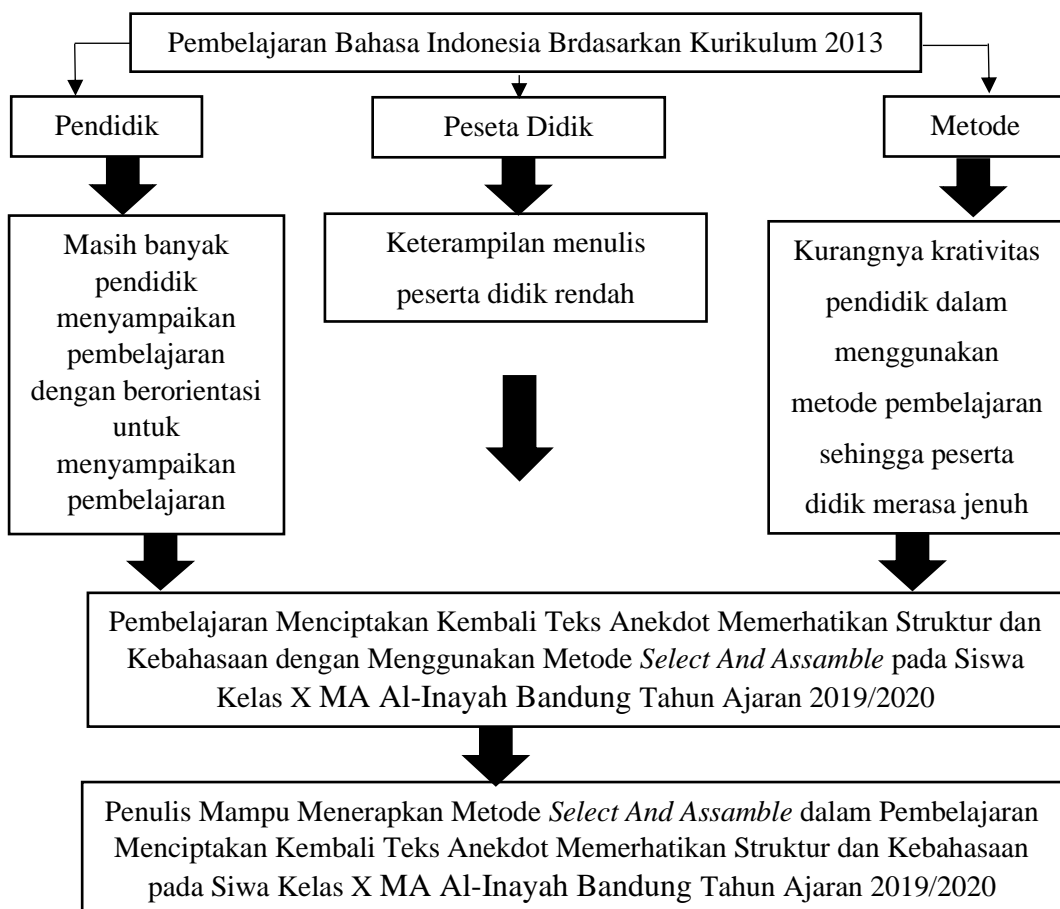 Pembelajaran Bahasa Indonesia Brdasarkan Kurikulum 2013
Pendidik
Peseta Didik
Metode
Masih banyak
pendidik
menyampaikan
pembelajaran
dengan berorientasi
untuk
menyampaikan
pembelajaran
Keterampilan menulis
peserta didik rendah
Kurangnya krativitas
pendidik dalam
menggunakan
metode pembelajaran
sehingga peserta
didik merasa jenuh
Pembelajaran Menciptakan Kembali Teks Anekdot Memerhatikan Struktur dan
Kebahasaan dengan Menggunakan Metode Select And Assamble pada Siswa
Kelas X MA Al-Inayah Bandung Tahun Ajaran 2019/2020
Penulis Mampu Menerapkan Metode Select And Assamble dalam Pembelajaran
Menciptakan Kembali Teks Anekdot Memerhatikan Struktur dan Kebahasaan
pada Siwa Kelas X MA Al-Inayah Bandung Tahun Ajaran 2019/2020